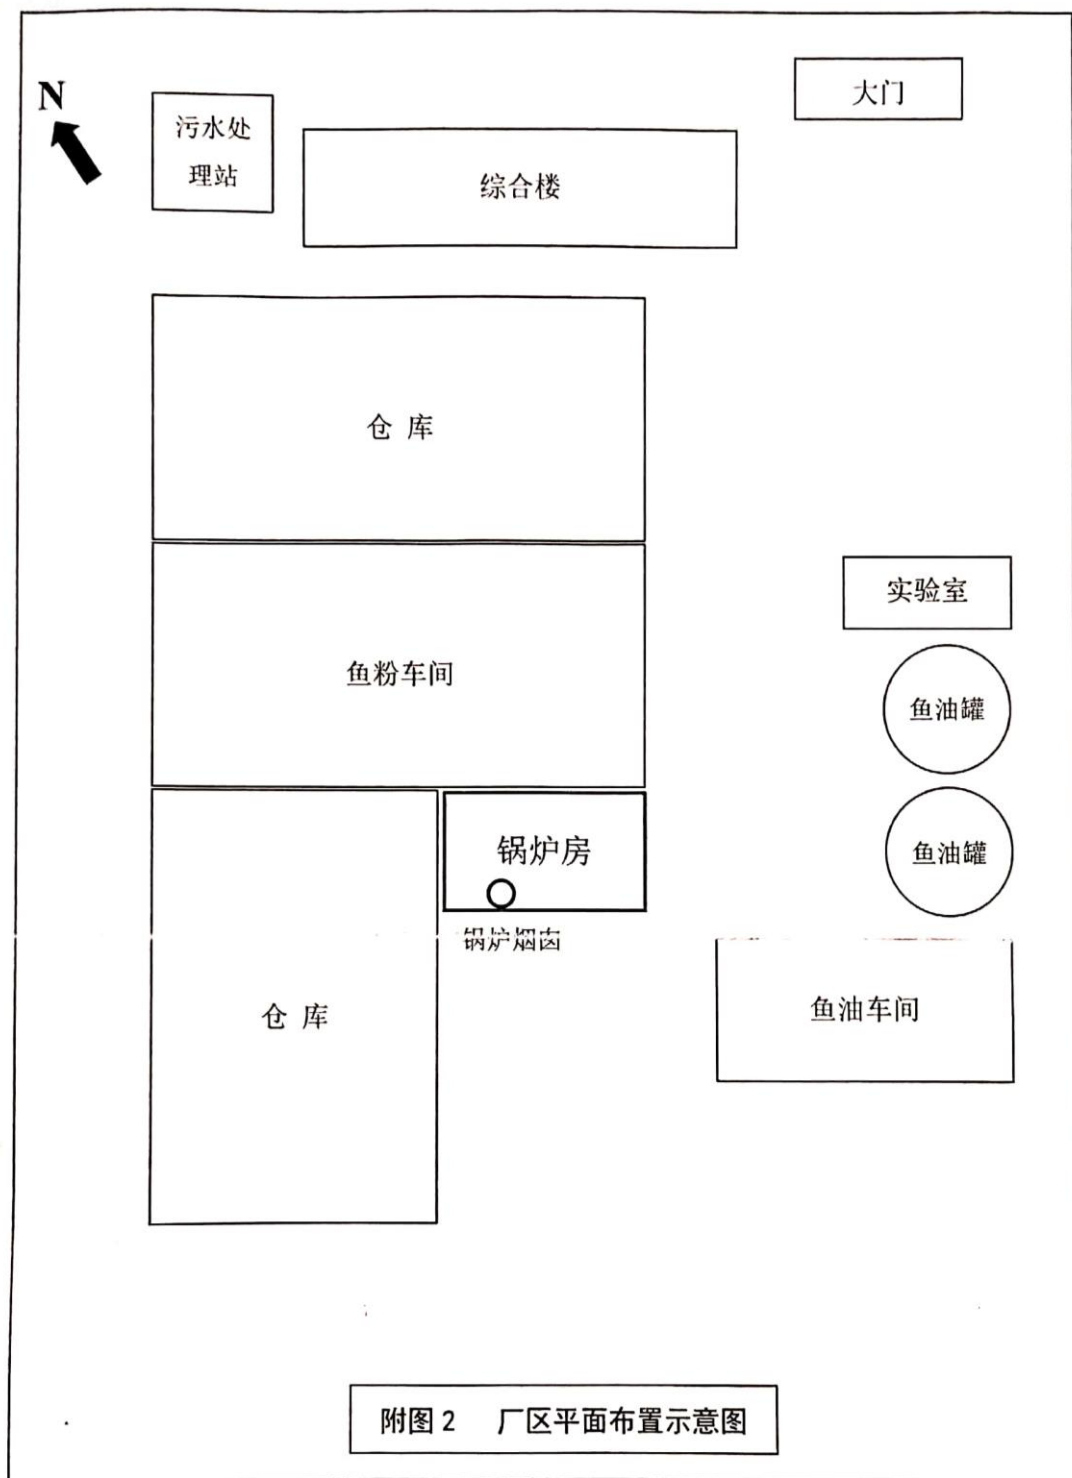 N
大门
污水处
理站
综合楼
仓 库
实验室
鱼粉车间
鱼油罐
锅炉房
鱼油罐
锅炉烟囱
仓 库
鱼油车间
附图 2 厂区平面布置示意图